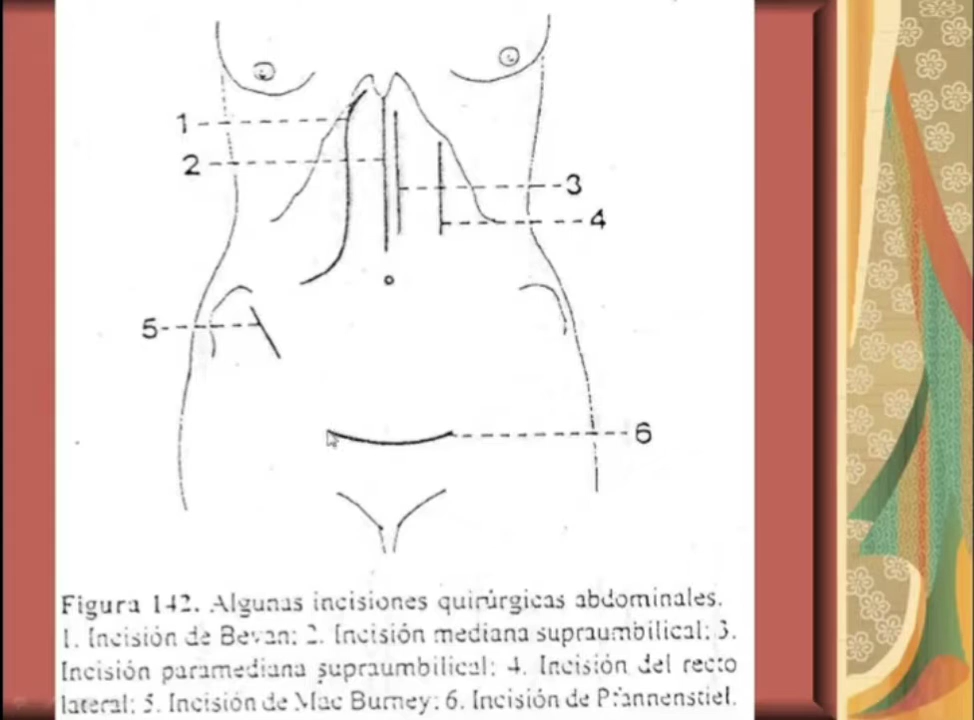 1
2
3
4
5
6
Figura 142. Algunas incisiones quirúrgicas abdominales.
1. Incisión de Bevan; 2. Incisión mediana supraumbilical; 3.
Incisión paramediana supraumbilical; 4. Incisión del recto
lateral; 5. Incisión de Mac Burney; 6. Incisión de Pfannenstiel.